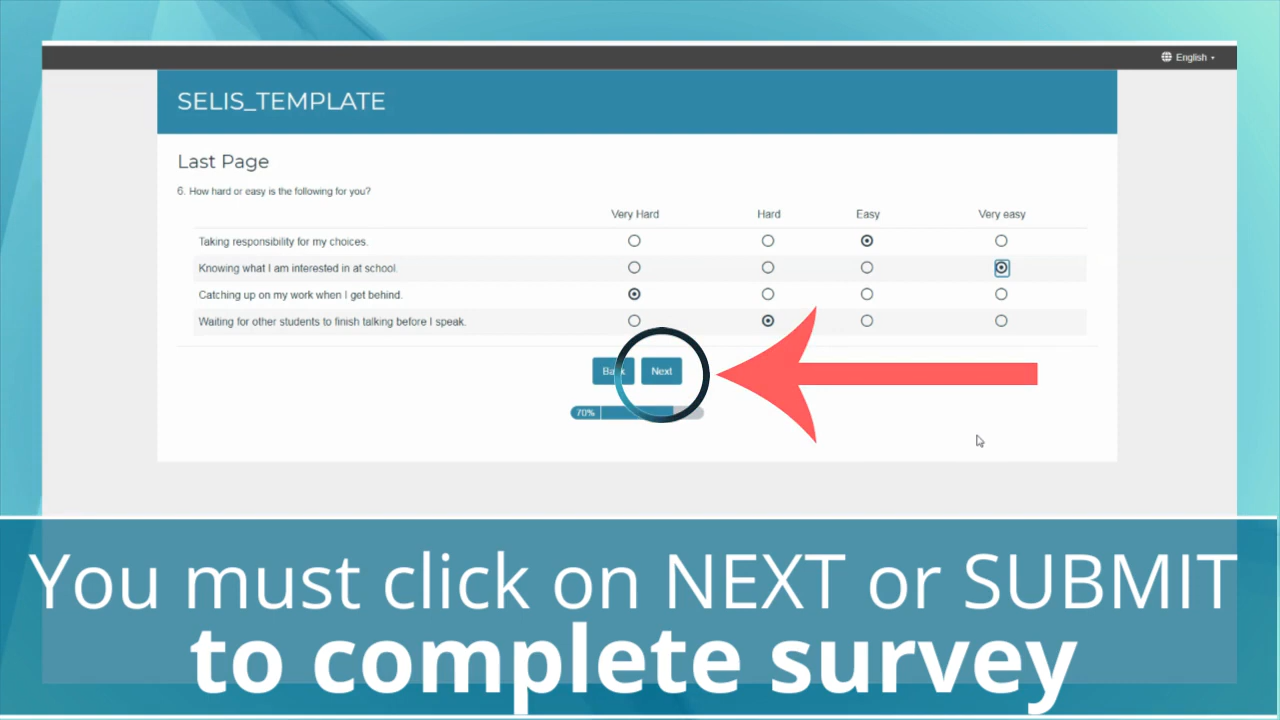 English
SELIS_TEMPLATE
Last Page
6. How hard or easy is the following for you?
Very Hard Hard Easy Very easy
Taking responsibility for my choices.
Knowing what I am interested in at school.
Catching up on my work when I get behind.
Waiting for other students to finish talking before I speak.
Back Next
70%
You must click on NEXT or SUBMIT
to complete survey